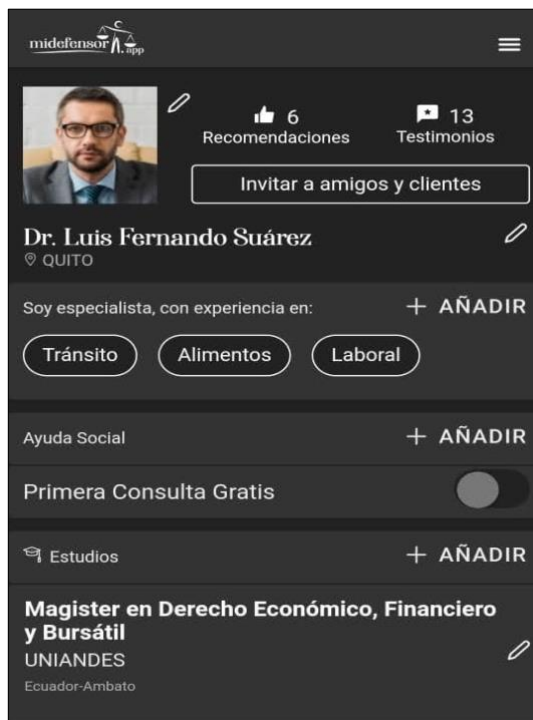 midefensor.app
6
Recomendaciones
13
Testimonios
Invitar a amigos y clientes
Dr. Luis Fernando Suárez
QUITO
Soy especialista, con experiencia en:
+ AÑADIR
Tránsito
Alimentos
Laboral
Ayuda Social
+ AÑADIR
Primera Consulta Gratis
Estudios
+ AÑADIR
Magister en Derecho Económico, Financiero
y Bursátil
UNIANDES
Ecuador-Ambato